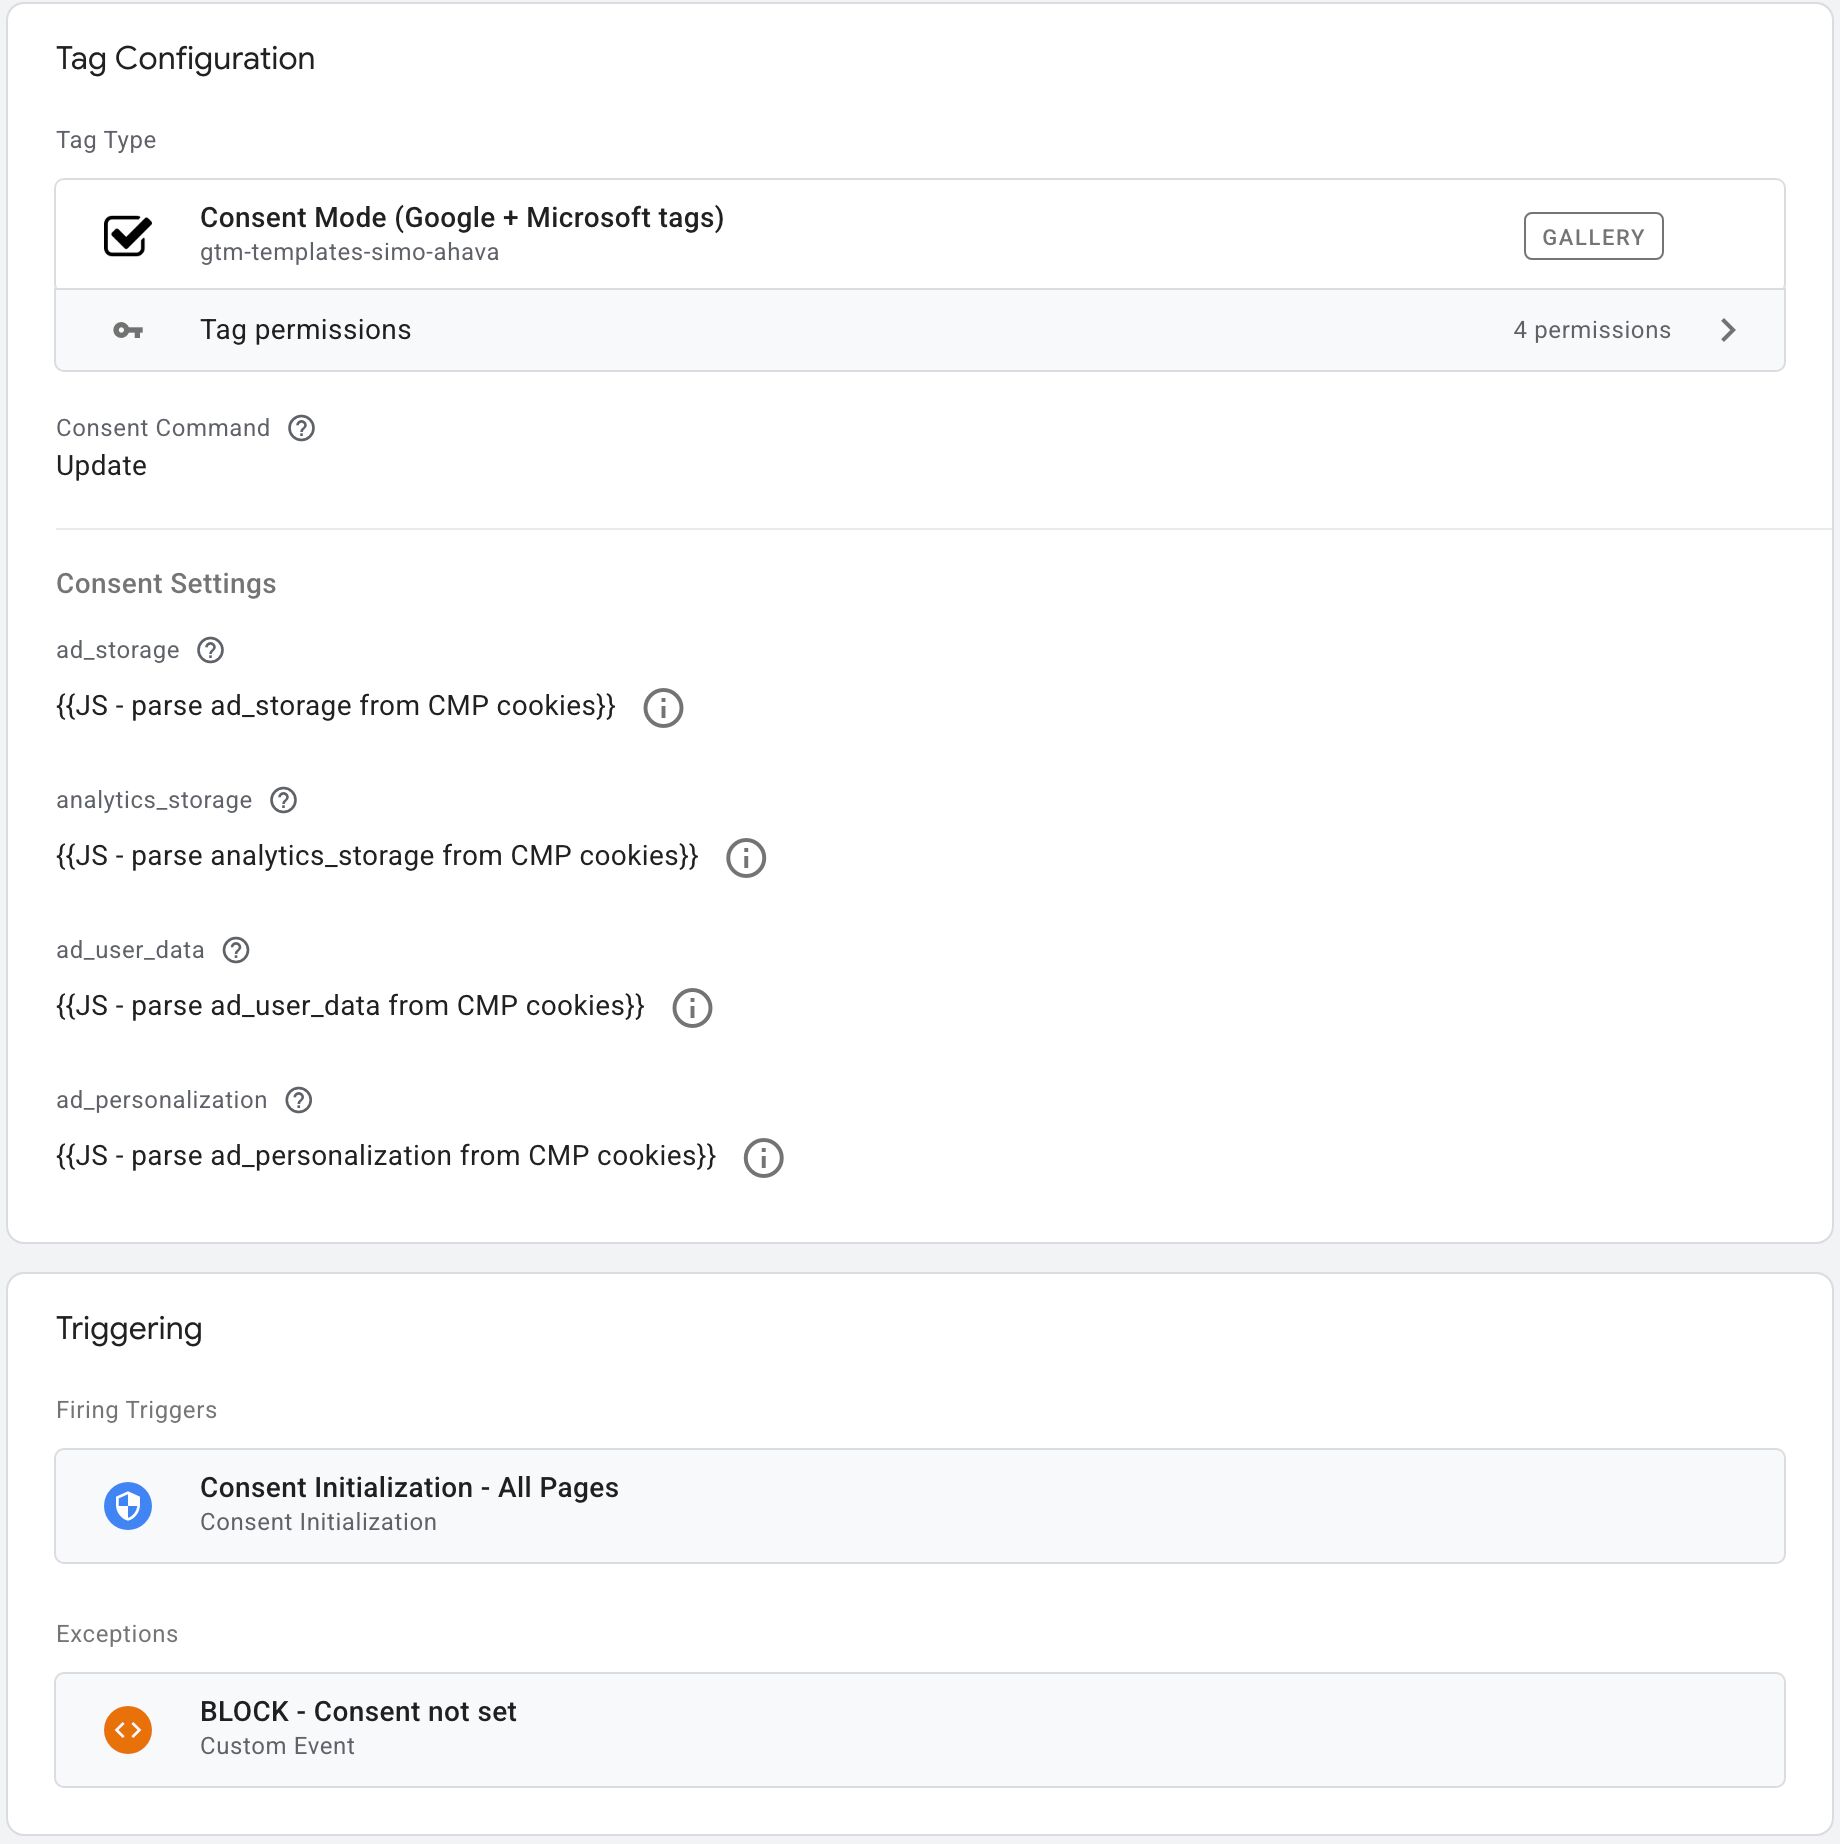 Tag Configuration
Tag Type
Consent Mode (Google + Microsoft tags)
gtm-templates-simo-ahava
GALLERY
Tag permissions
4 permissions
Consent Command
Update
Consent Settings
ad_storage
{{JS - parse ad_storage from CMP cookies}}
analytics_storage
{{JS - parse analytics_storage from CMP cookies}}
ad_user_data
{{JS - parse ad_user_data from CMP cookies}}
ad_personalization
{{JS - parse ad_personalization from CMP cookies}}
Triggering
Firing Triggers
Consent Initialization - All Pages
Consent Initialization
Exceptions
BLOCK - Consent not set
Custom Event